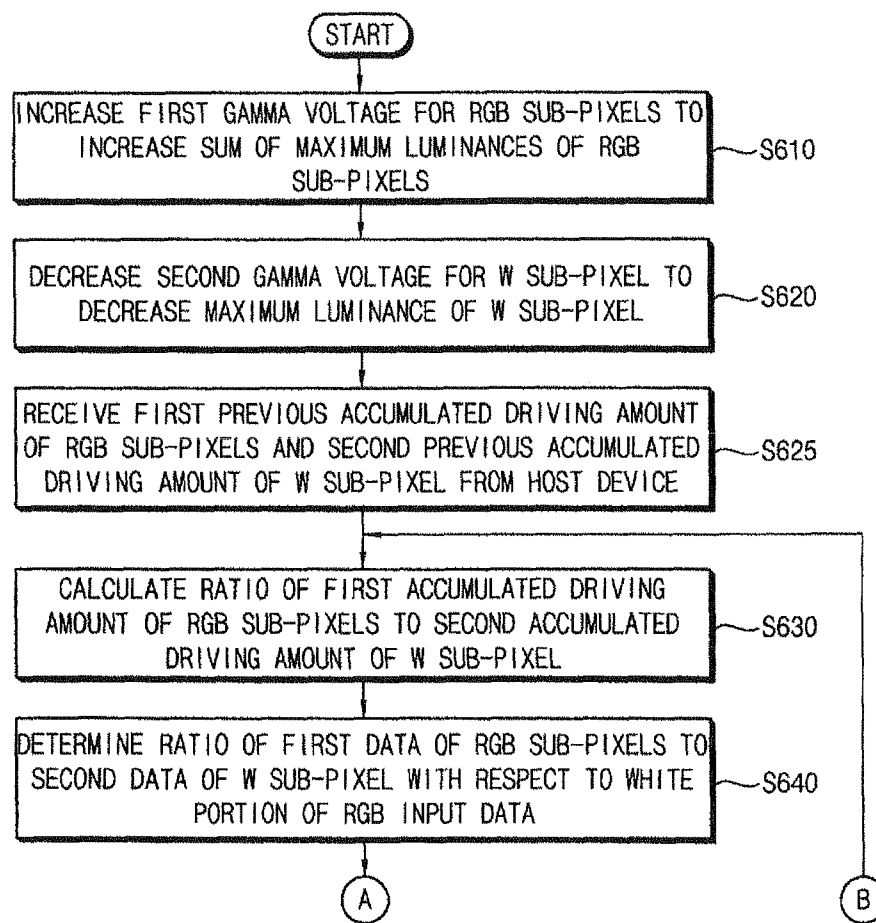 START
INCREASE FIRST GAMMA VOLTAGE FOR RGB SUB-PIXELS TO
INCREASE SUM OF MAXIMUM LUMINANCES OF RGB
SUB-PIXELS
S610
DECREASE SECOND GAMMA VOLTAGE FOR W SUB-PIXEL TO
DECREASE MAXIMUM LUMINANCE OF W SUB-PIXEL
S620
RECEIVE FIRST PREVIOUS ACCUMULATED DRIVING AMOUNT
OF RGB SUB-PIXELS AND SECOND PREVIOUS ACCUMULATED
DRIVING AMOUNT OF W SUB-PIXEL FROM HOST DEVICE
S625
CALCULATE RATIO OF FIRST ACCUMULATED DRIVING
AMOUNT OF RGB SUB-PIXELS TO SECOND ACCUMULATED
DRIVING AMOUNT OF W SUB-PIXEL
S630
DETERMINE RATIO OF FIRST DATA OF RGB SUB-PIXELS TO
SECOND DATA OF W SUB-PIXEL WITH RESPECT TO WHITE
PORTION OF RGB INPUT DATA
S640
A
B